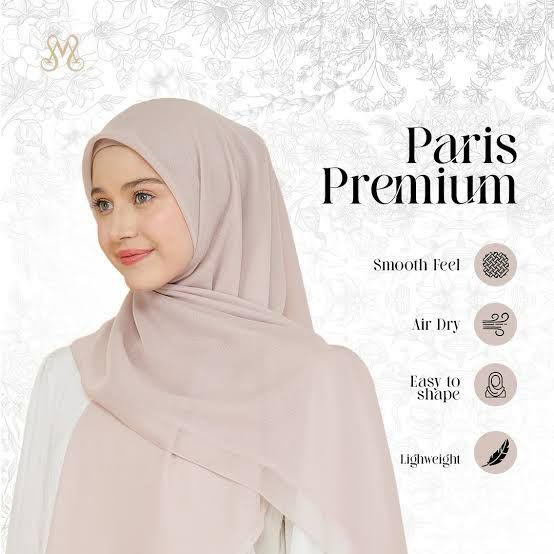 Paris
Premium
Smooth Feel
Air Dry
Easy to
shape
Lighweight